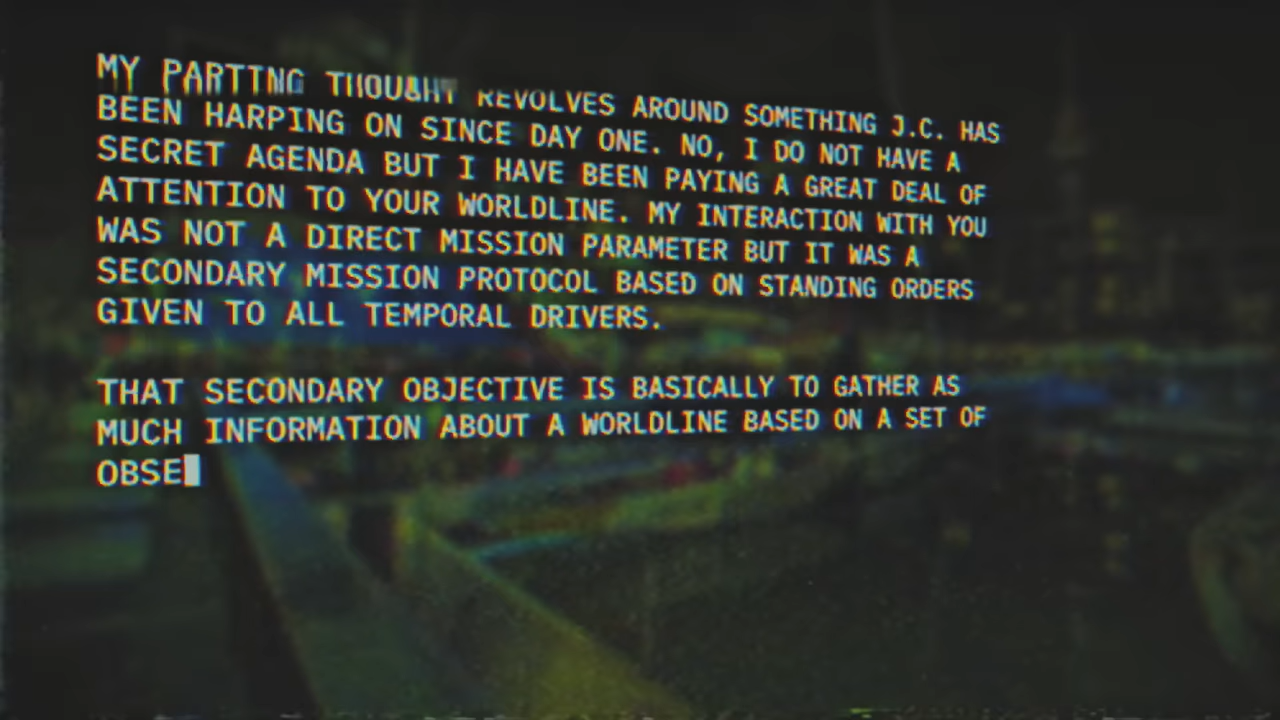 MY PARTING THOUGHT REVOLVES AROUND SOMETHING J.C. HAS
BEEN HARPING ON SINCE DAY ONE. NO, I DO NOT HAVE A
SECRET AGENDA BUT I HAVE BEEN PAYING A GREAT DEAL OF
ATTENTION TO YOUR WORLDLINE. MY INTERACTION WITH YOU
WAS NOT A DIRECT MISSION PARAMETER BUT IT WAS A
SECONDARY MISSION PROTOCOL BASED ON STANDING ORDERS
GIVEN TO ALL TEMPORAL DRIVERS.
THAT SECONDARY OBJECTIVE IS BASICALLY TO GATHER AS
MUCH INFORMATION ABOUT A WORLDLINE BASED ON A SET OF
OBSE